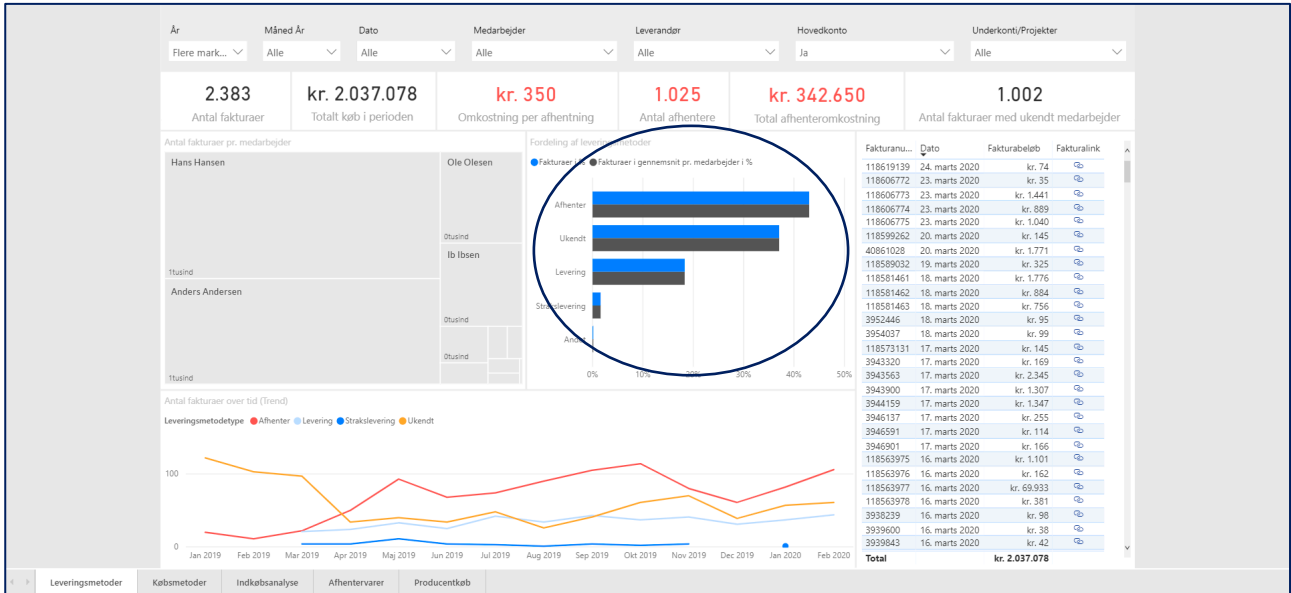 År Måned År Dato Medarbejder Leverandør Hovedkonto Underkonti/Projekter
Flere mark... Alle Alle Alle Alle Ja Alle
2.383 kr. 2.037.078 kr. 350 1.025 kr. 342.650 1.002
Antal fakturaer Totalt køb i perioden Omkostning per afhentning Antal afhentere Total afhenteromkostning Antal fakturaer med ukendt medarbejder
Antal fakturaer pr. medarbejder
Hans Hansen
1tusind
Anders Andersen
1tusind
Ole Olesen
0tusind
Ib Ibsen
0tusind
0tusind
Fordeling af leveringsmetoder
Fakturaer i % Fakturaer i gennemsnit pr. medarbejder i %
Afhenter
Ukendt
Levering
Strakslevering
Andet
0% 10% 20% 30% 40% 50%
Fakturanu... Dato Fakturabeløb Fakturalink
118619139 24. marts 2020 kr. 74
118606772 23. marts 2020 kr. 35
118606773 23. marts 2020 kr. 1.441
118606774 23. marts 2020 kr. 889
118606775 23. marts 2020 kr. 1.040
118599262 20. marts 2020 kr. 145
40861028 20. marts 2020 kr. 1.771
118589032 19. marts 2020 kr. 325
118581461 18. marts 2020 kr. 1.776
118581462 18. marts 2020 kr. 884
118581463 18. marts 2020 kr. 756
3952446 18. marts 2020 kr. 95
3954037 18. marts 2020 kr. 99
118573131 17. marts 2020 kr. 145
3943320 17. marts 2020 kr. 169
3943563 17. marts 2020 kr. 2.345
3943900 17. marts 2020 kr. 1.307
3944159 17. marts 2020 kr. 1.347
3946137 17. marts 2020 kr. 255
3946591 17. marts 2020 kr. 114
3946901 17. marts 2020 kr. 166
118563975 16. marts 2020 kr. 1.101
118563976 16. marts 2020 kr. 162
118563977 16. marts 2020 kr. 69.933
118563978 16. marts 2020 kr. 381
3938239 16. marts 2020 kr. 98
3939600 16. marts 2020 kr. 38
3939843 16. marts 2020 kr. 42
Total kr. 2.037.078
Antal fakturaer over tid (Trend)
Leveringsmetodetype Afhenter Levering Strakslevering Ukendt
100
0
Jan 2019 Feb 2019 Mar 2019 Apr 2019 Maj 2019 Jun 2019 Jul 2019 Aug 2019 Sep 2019 Okt 2019 Nov 2019 Dec 2019 Jan 2020 Feb 2020
Leveringsmetoder Købsmetoder Indkøbsanalyse Afhentervarer Producentkøb